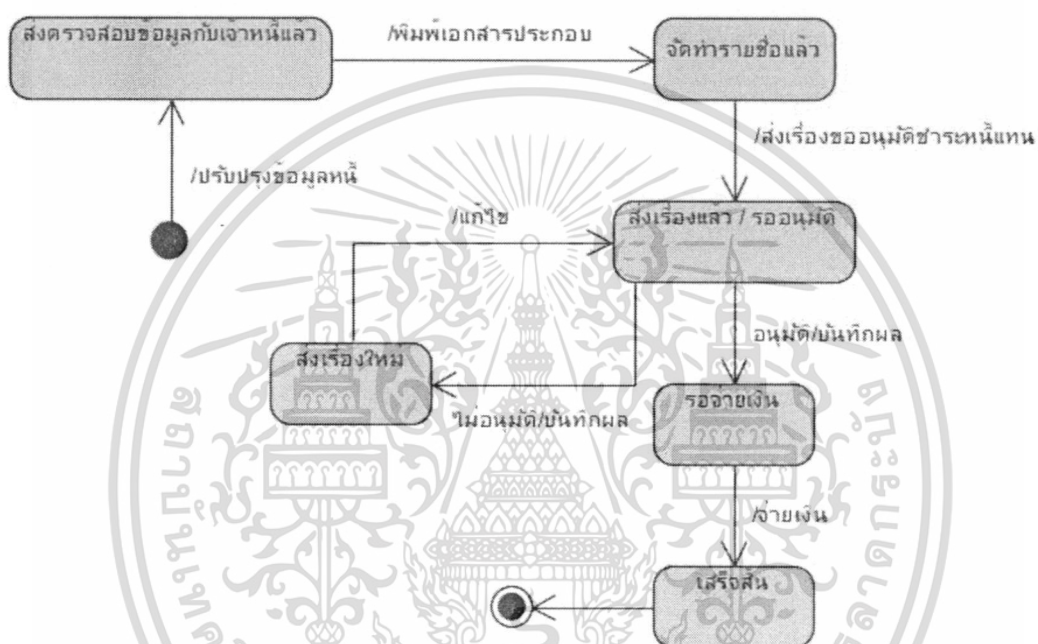 ส่งตรวจสอบข้อมูลกับเจ้าหนี้แล้ว
/พิมพ์เอกสารประกอบ
จัดทำรายชื่อแล้ว
/ส่งเรื่องขออนุมัติชำระหนี้แทน
/ปรับปรุงข้อมูลหนี้
/แก้ไข
ส่งเรื่องแล้ว / รออนุมัติ
อนุมัติ/บันทึกผล
ส่งเรื่องใหม่
รอจ่ายเงิน
ไม่อนุมัติ/บันทึกผล
/จ่ายเงิน
เสร็จสิ้น